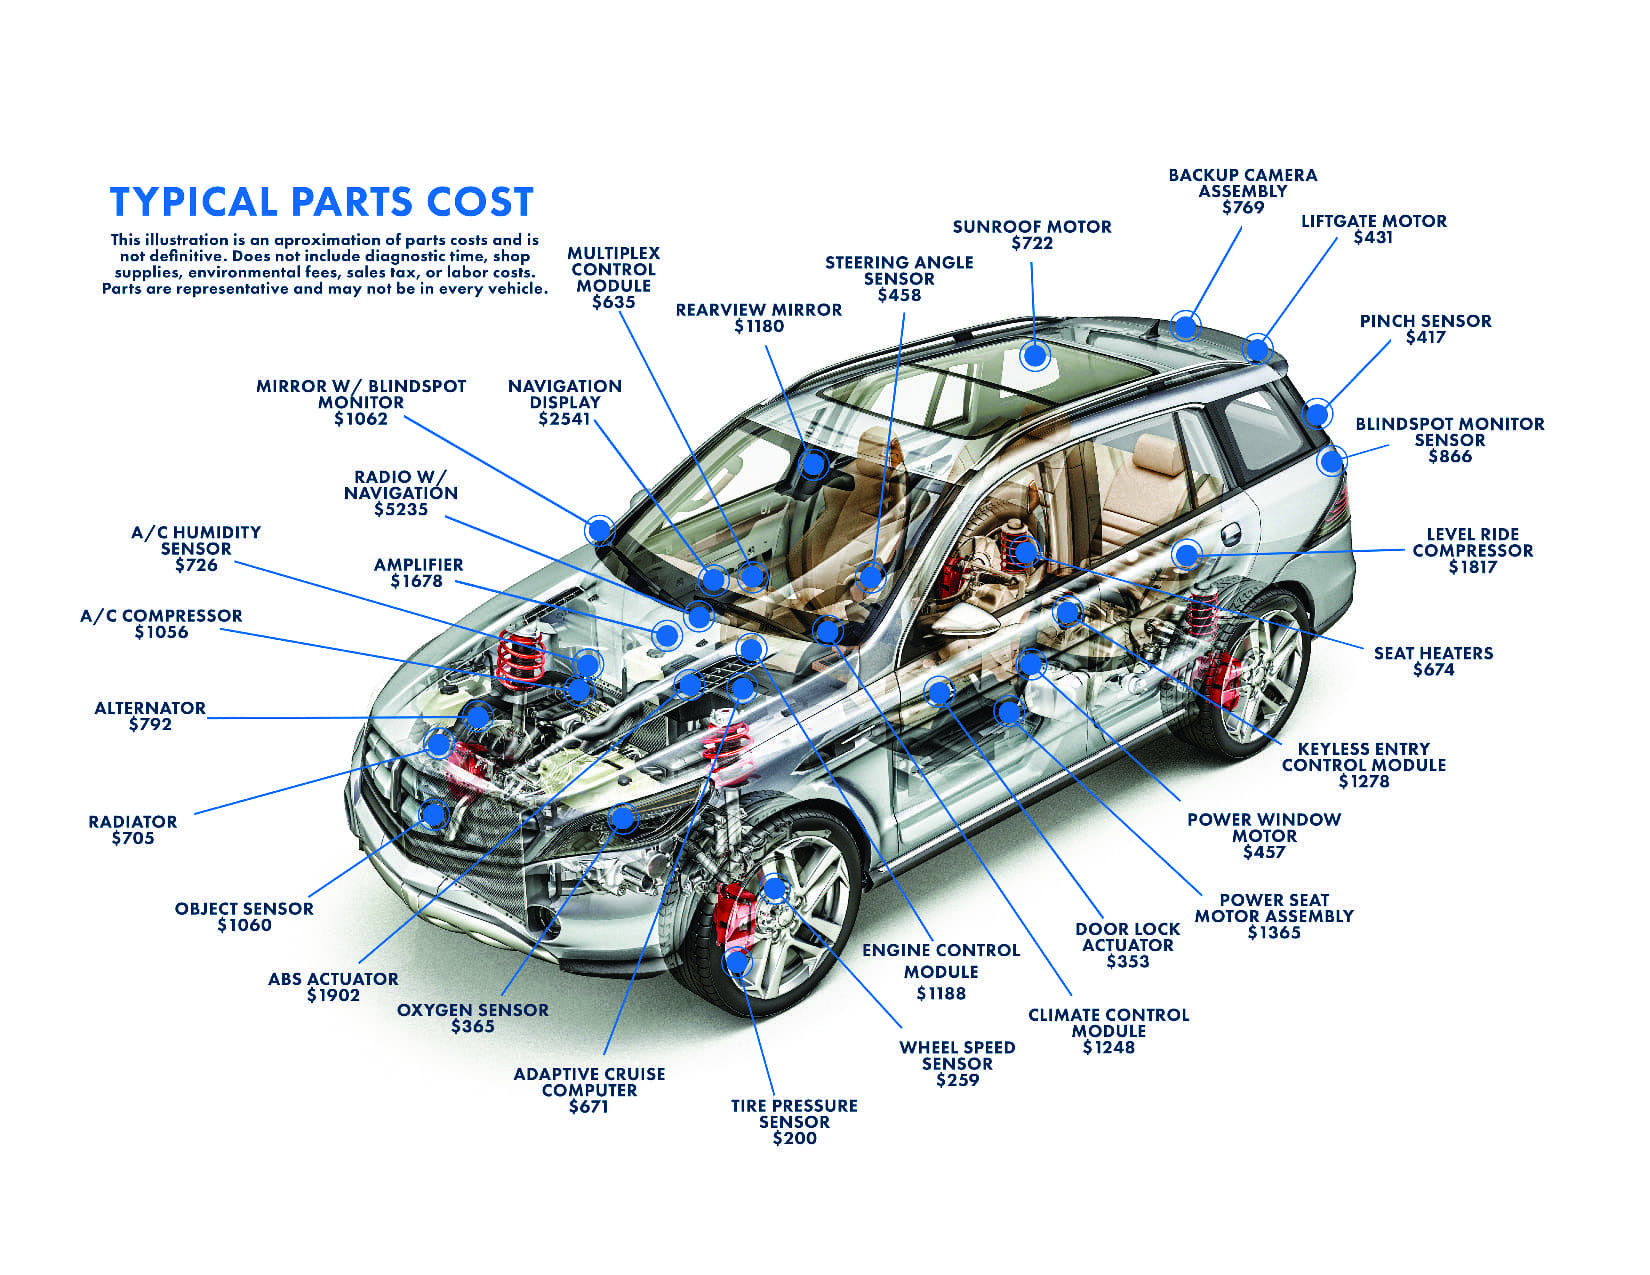 TYPICAL PARTS COST
This illustration is an aproximation of parts costs and is
not definitive. Does not include diagnostic time, shop
supplies, environmental fees, sales tax, or labor costs.
Parts are representative and may not be in every vehicle.
MULTIPLEX
CONTROL
MODULE
$635
REARVIEW MIRROR
$1180
STEERING ANGLE
SENSOR
$458
SUNROOF MOTOR
$722
BACKUP CAMERA
ASSEMBLY
$769
LIFTGATE MOTOR
$431
PINCH SENSOR
$417
BLINDSPOT MONITOR
SENSOR
$866
LEVEL RIDE
COMPRESSOR
$1817
SEAT HEATERS
$674
KEYLESS ENTRY
CONTROL MODULE
$1278
POWER WINDOW
MOTOR
$457
POWER SEAT
MOTOR ASSEMBLY
$1365
DOOR LOCK
ACTUATOR
$353
CLIMATE CONTROL
MODULE
$1248
ENGINE CONTROL
MODULE
$1188
WHEEL SPEED
SENSOR
$259
TIRE PRESSURE
SENSOR
$200
ADAPTIVE CRUISE
COMPUTER
$671
OXYGEN SENSOR
$365
ABS ACTUATOR
$1902
OBJECT SENSOR
$1060
RADIATOR
$705
ALTERNATOR
$792
A/C COMPRESSOR
$1056
A/C HUMIDITY
SENSOR
$726
AMPLIFIER
$1678
RADIO W/
NAVIGATION
$5235
MIRROR W/ BLINDSPOT
MONITOR
$1062
NAVIGATION
DISPLAY
$2541